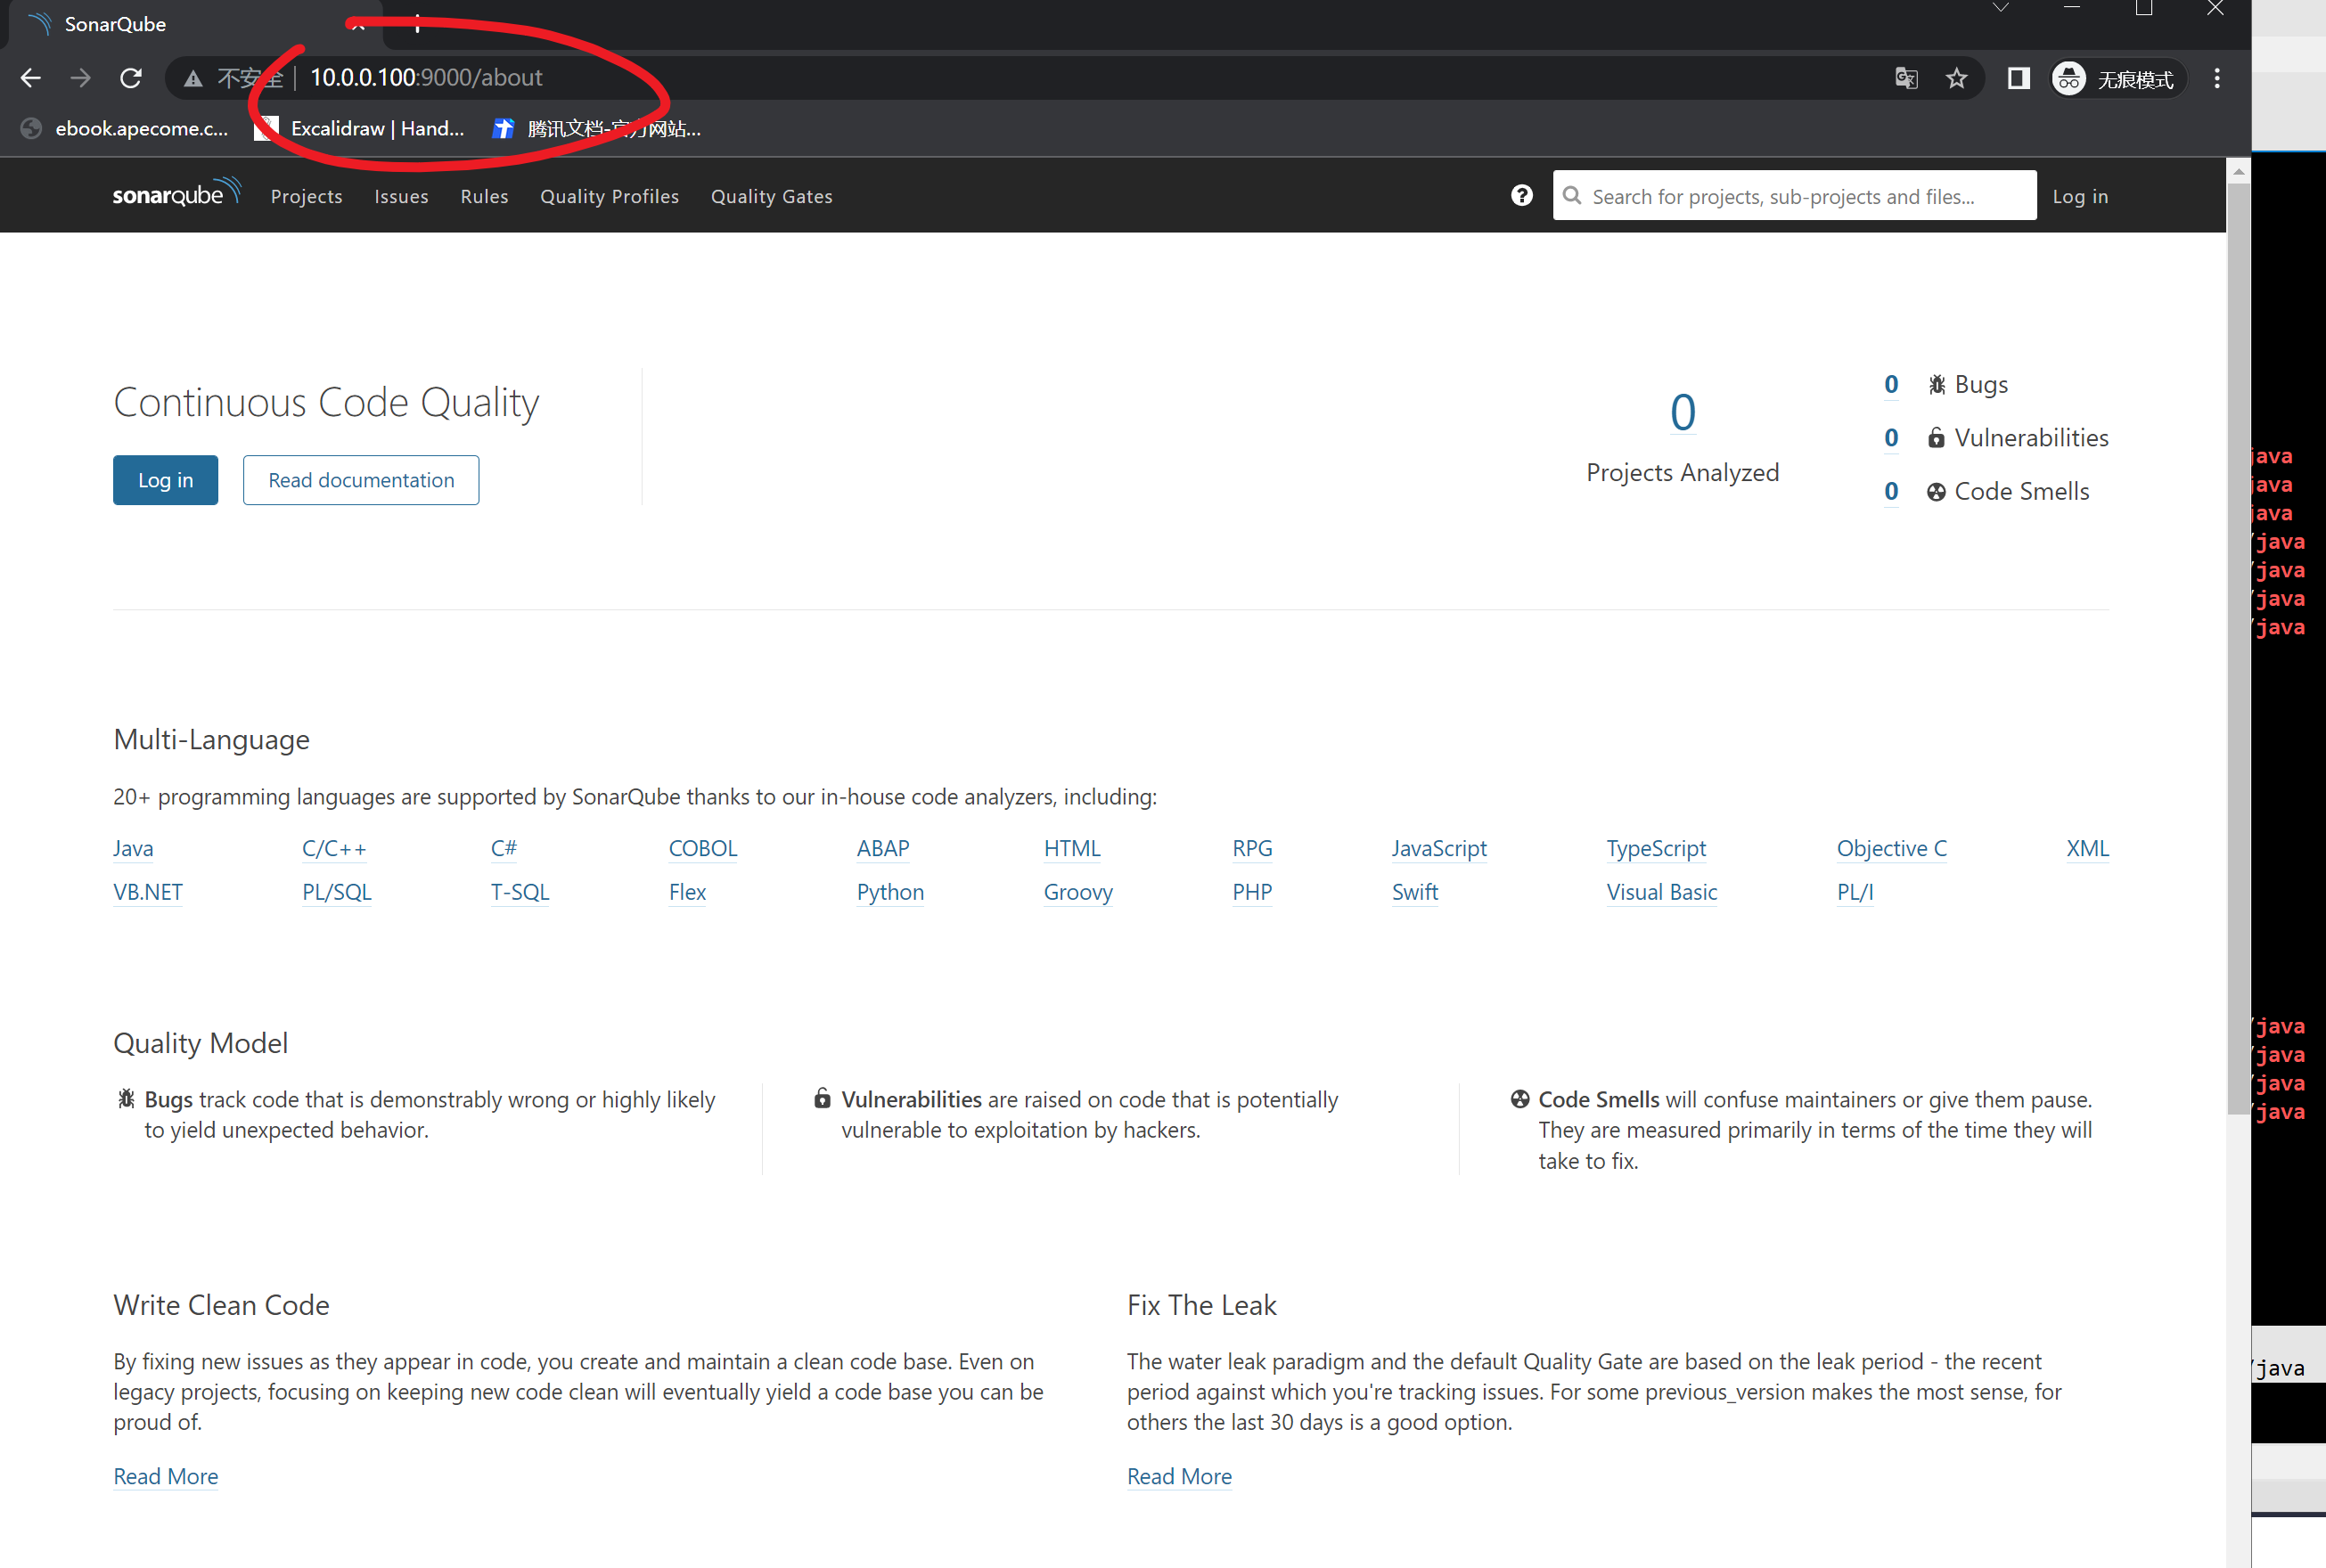 SonarQube
不安全 10.0.0.100:9000/about 无痕模式
ebook.apecome.c... Excalidraw | Hand... 腾讯文档-官方网站...
sonarqube Projects Issues Rules Quality Profiles Quality Gates Search for projects, sub-projects and files... Log in
Continuous Code Quality
Log in Read documentation
0
Projects Analyzed
0 Bugs
0 Vulnerabilities
0 Code Smells
Multi-Language
20+ programming languages are supported by SonarQube thanks to our in-house code analyzers, including:
Java C/C++ C# COBOL ABAP HTML RPG JavaScript TypeScript Objective C XML
VB.NET PL/SQL T-SQL Flex Python Groovy PHP Swift Visual Basic PL/I
Quality Model
Bugs track code that is demonstrably wrong or highly likely
to yield unexpected behavior.
Vulnerabilities are raised on code that is potentially
vulnerable to exploitation by hackers.
Code Smells will confuse maintainers or give them pause.
They are measured primarily in terms of the time they will
take to fix.
Write Clean Code
By fixing new issues as they appear in code, you create and maintain a clean code base. Even on
legacy projects, focusing on keeping new code clean will eventually yield a code base you can be
proud of.
Read More
Fix The Leak
The water leak paradigm and the default Quality Gate are based on the leak period - the recent
period against which you're tracking issues. For some previous_version makes the most sense, for
others the last 30 days is a good option.
Read More
java
java
java
/java
/java
/java
/java
/java
/java
/java
/java
/java